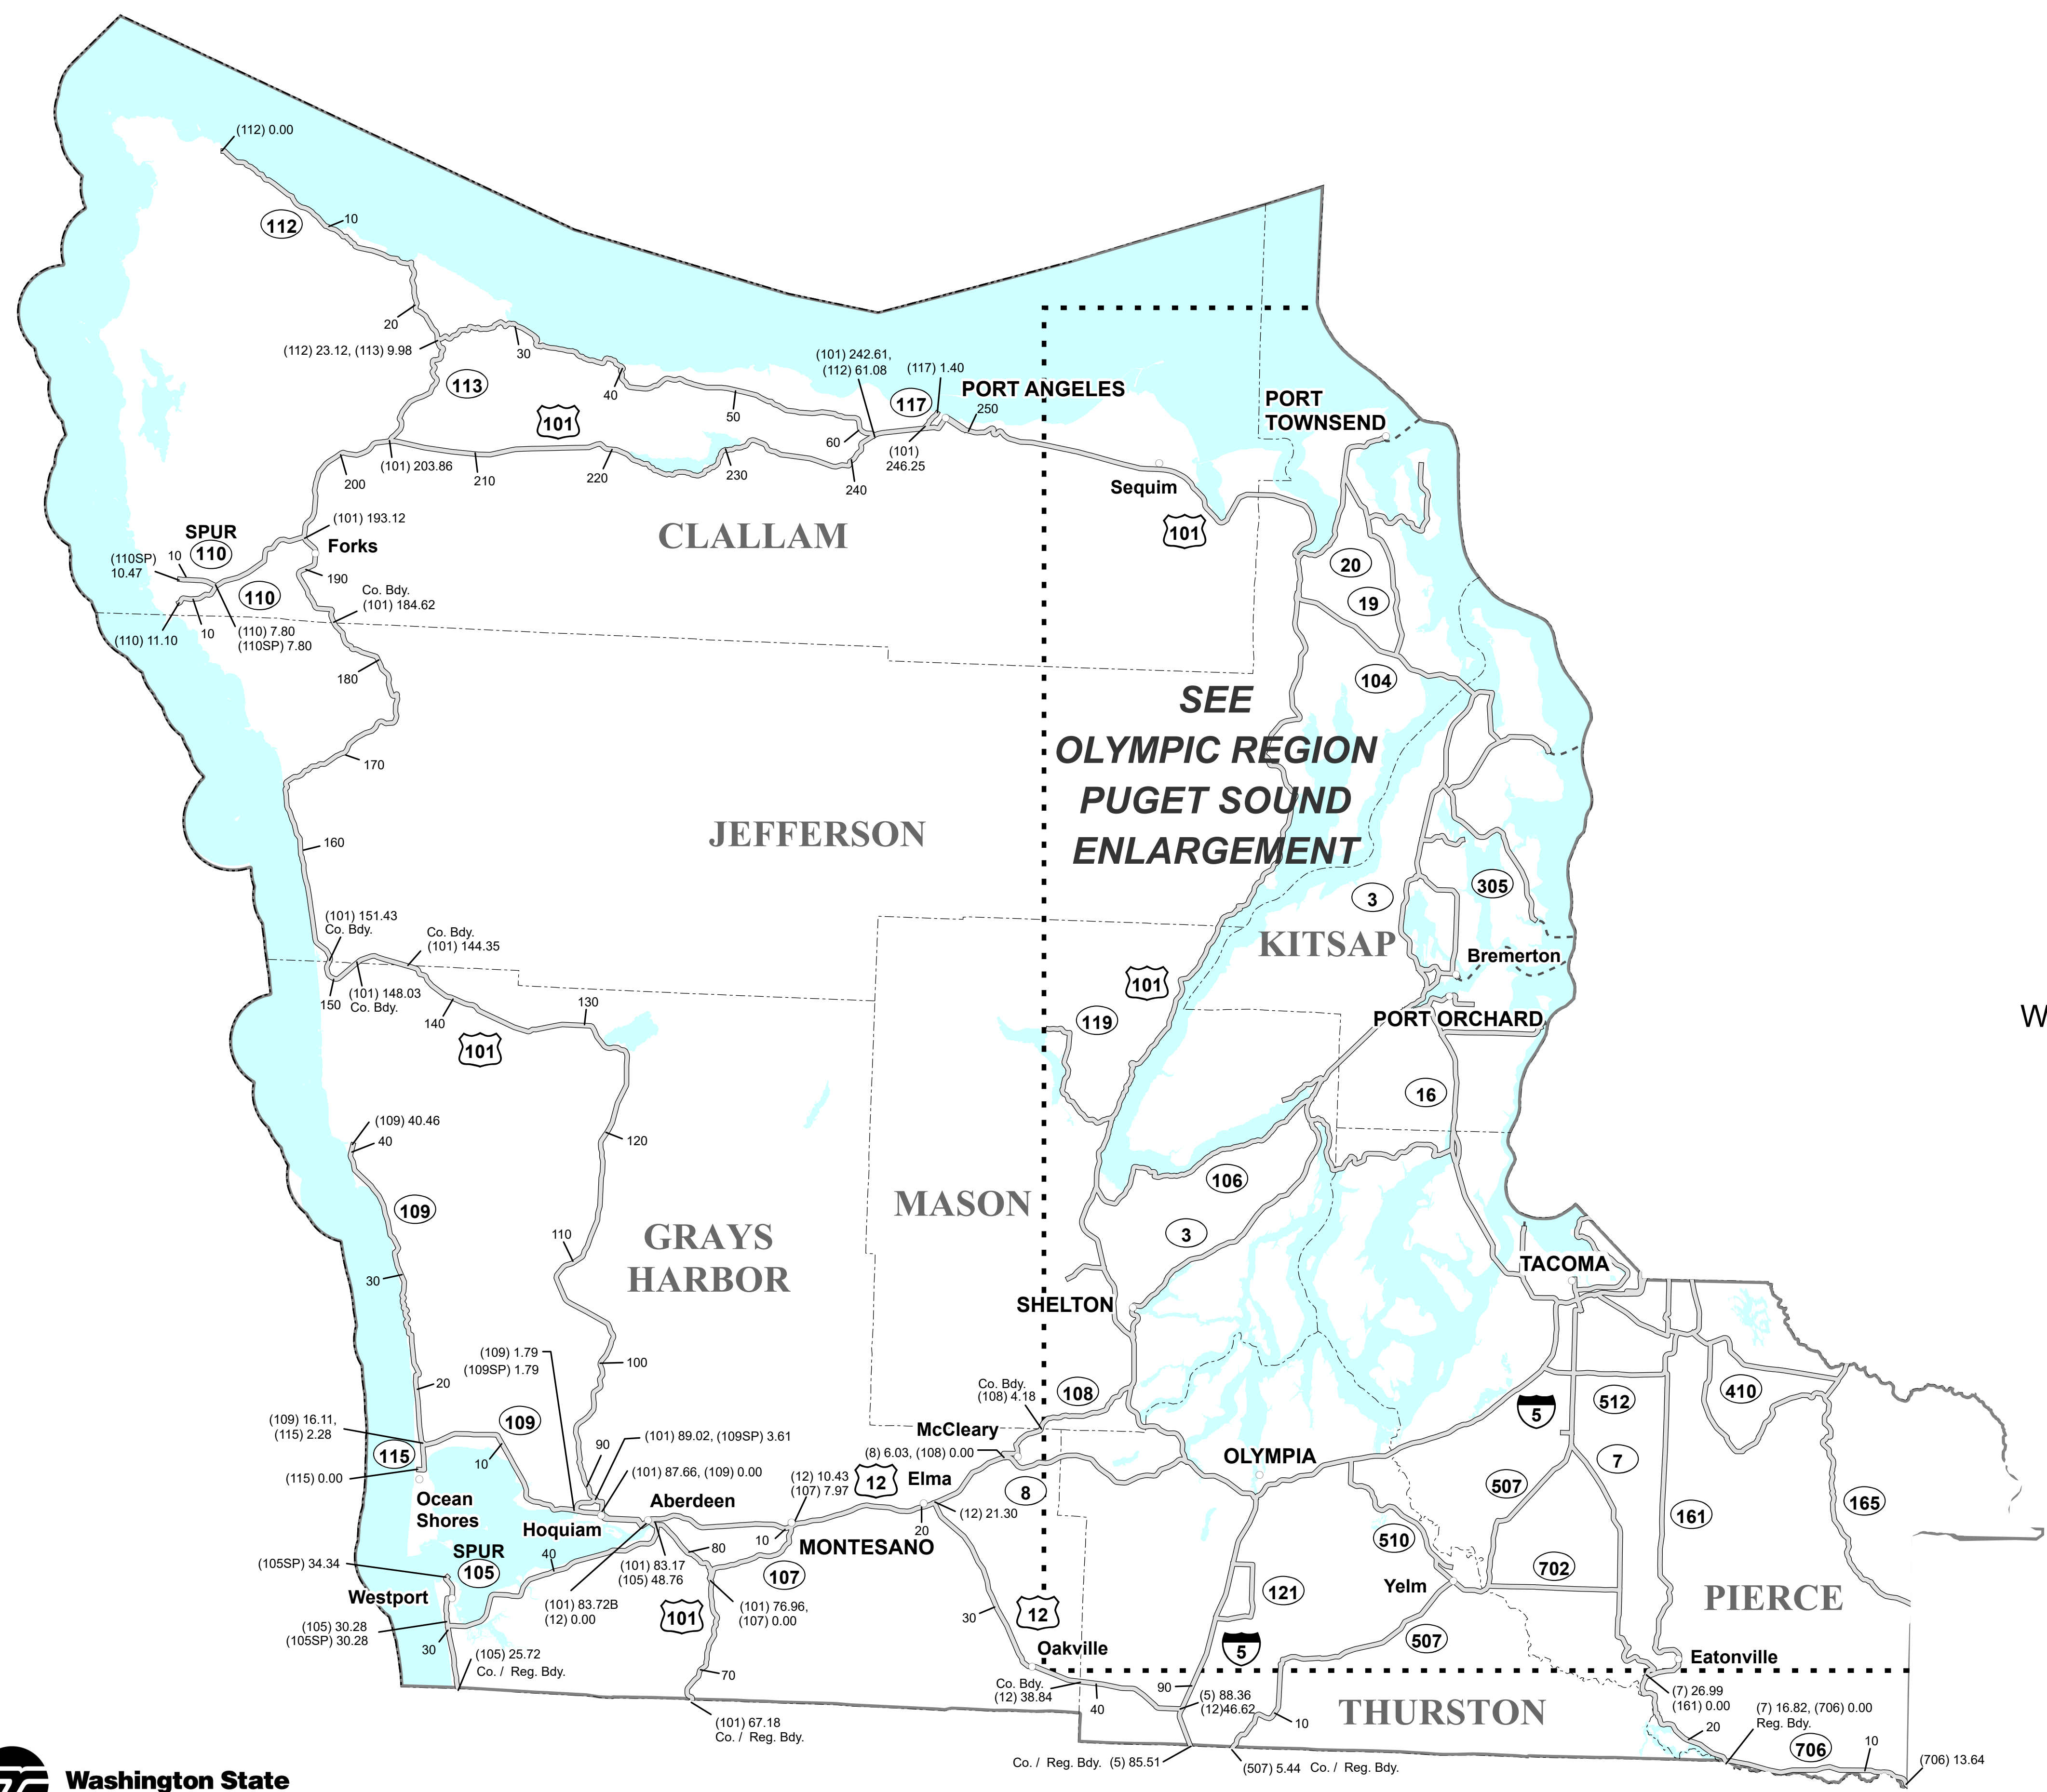 (112) 0.00
112
10
20
(112) 23.12, (113) 9.98
30
113
40
50
101
(101) 242.61,
(112) 61.08
(117) 1.40
117
PORT ANGELES
250
60
(101)
246.25
(101) 203.86
200
210
220
230
240
PORT
TOWNSEND
Sequim
101
SPUR
110
(110SP)
10.47
10
(101) 193.12
Forks
190
CLALLAM
110
Co. Bdy.
(101) 184.62
(110) 11.10
10
(110) 7.80
(110SP) 7.80
180
20
19
104
SEE
OLYMPIC REGION
PUGET SOUND
ENLARGEMENT
170
160
JEFFERSON
3
305
(101) 151.43
Co. Bdy.
Co. Bdy.
(101) 144.35
KITSAP
Bremerton
150
(101) 148.03
Co. Bdy.
140
130
101
101
119
PORT ORCHARD
W
16
(109) 40.46
40
120
109
106
MASON
3
110
GRAYS
HARBOR
30
TACOMA
SHELTON
(109) 1.79
(109SP) 1.79
100
20
Co. Bdy.
(108) 4.18
108
410
512
5
(109) 16.11,
(115) 2.28
109
115
10
90
(101) 89.02, (109SP) 3.61
McCleary
(8) 6.03, (108) 0.00
OLYMPIA
(115) 0.00
(101) 87.66, (109) 0.00
(12) 10.43
(107) 7.97
12
Elma
8
507
7
Ocean
Shores
Hoquiam
Aberdeen
(12) 21.30
20
161
165
SPUR
105
40
80
10
MONTESANO
510
(105SP) 34.34
(101) 83.17
(105) 48.76
107
702
Westport
Yelm
121
PIERCE
(101) 83.72B
(12) 0.00
101
(101) 76.96,
(107) 0.00
30
12
(105) 30.28
(105SP) 30.28
30
Oakville
5
507
Eatonville
(105) 25.72
Co. / Reg. Bdy.
70
Co. Bdy.
(12) 38.84
40
90
(5) 88.36
(12)46.62
(7) 26.99
(161) 0.00
(101) 67.18
Co. / Reg. Bdy.
10
THURSTON
20
(7) 16.82, (706) 0.00
Reg. Bdy.
706
10
Co. / Reg. Bdy. (5) 85.51
(507) 5.44 Co. / Reg. Bdy.
(706) 13.64
Washington State